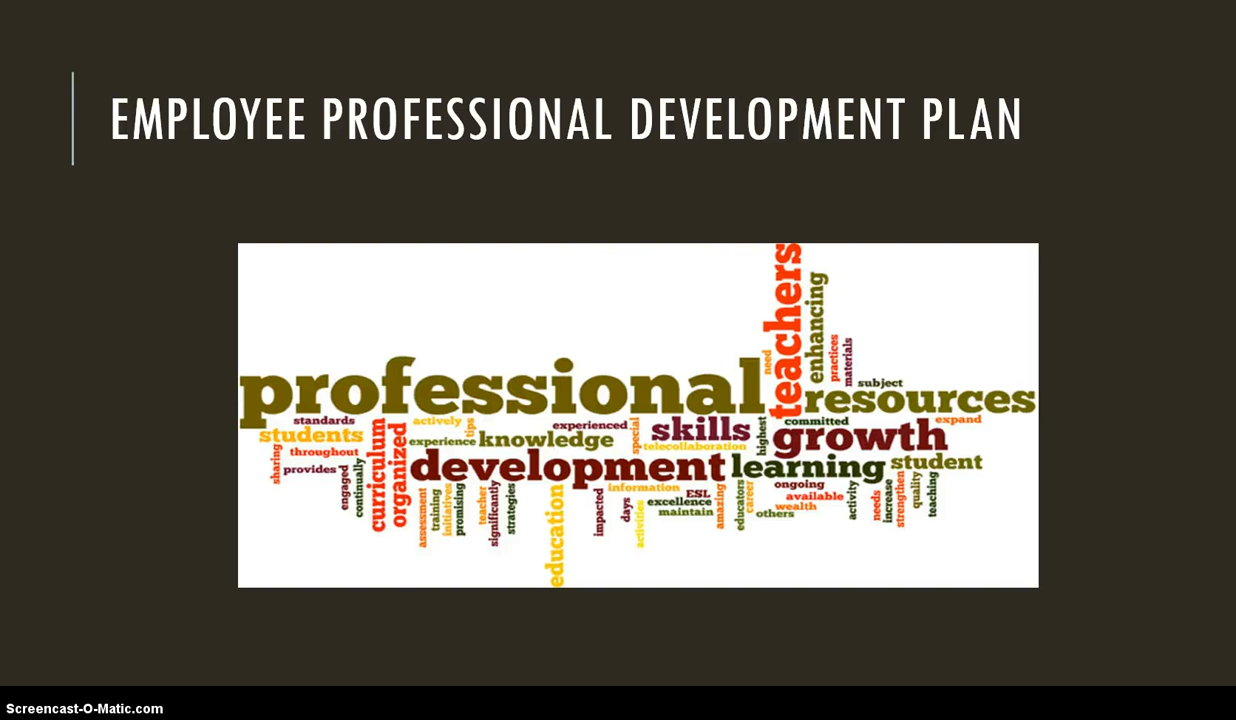 EMPLOYEE PROFESSIONAL DEVELOPMENT PLAN
teachers
enhancing
need
practices
materials
professional
subject
resources
standards
actively
tips
experienced
special
skills
highest
committed
expand
students
curriculum
organized
experience
knowledge
telecollaboration
growth
sharing
throughout
development
learning
student
provides
engaged
continually
assessment
training
initiatives
promising
teacher
significantly
strategies
education
impacted
information
days
activities
ESL
excellence
maintain
amazing
educators
career
ongoing
available
wealth
others
activity
needs
increase
strengthen
quality
teaching
Screencast-O-Matic.com